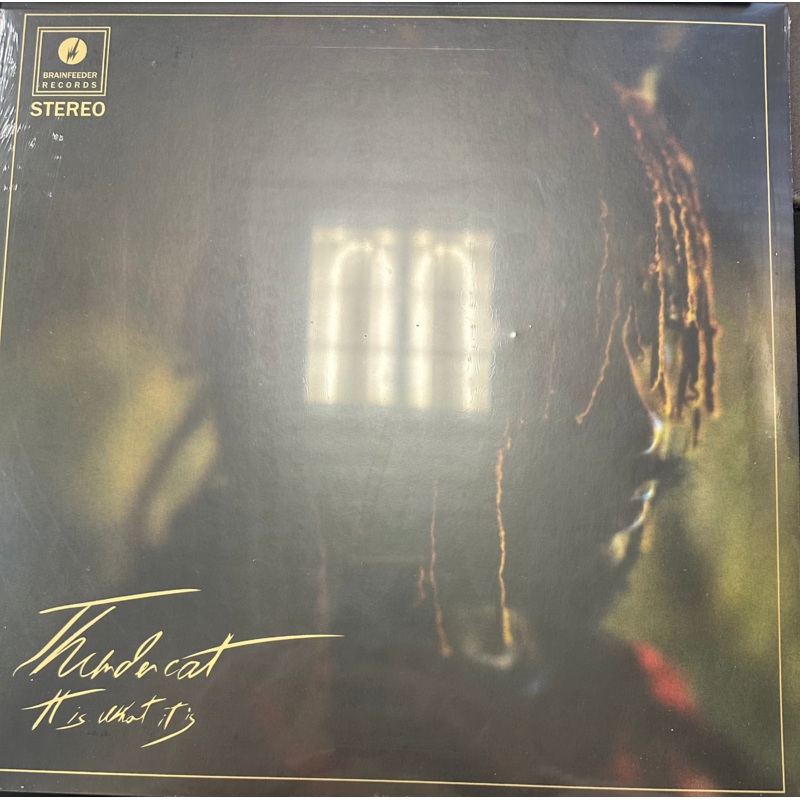 BRAINFEEDER
RECORDS
STEREO
Thundercat
It is What it is